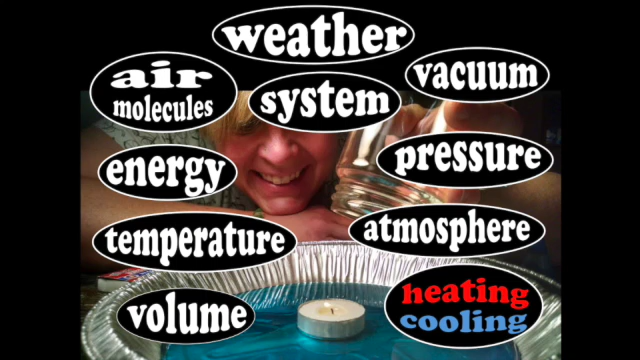 weather
air
molecules
system
vacuum
energy
pressure
temperature
atmosphere
volume
heating
cooling